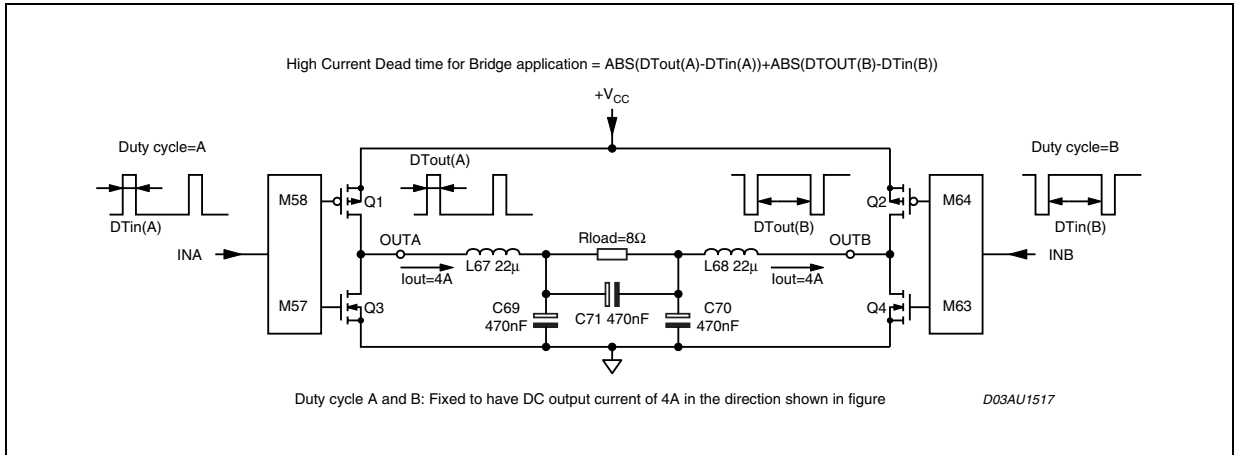 High Current Dead time for Bridge application = ABS(DTout(A)-DTin(A))+ABS(DTOUT(B)-DTin(B))
+VCC
Duty cycle=A
DTout(A)
Duty cycle=B
M58
Q1
Q2
M64
DTin(A)
DTout(B)
DTin(B)
INA
OUTA
Rload=8Ω
OUTB
INB
L67 22μ
L68 22μ
Iout=4A
Iout=4A
M57
Q3
C69
470nF
C71 470nF
C70
470nF
Q4
M63
Duty cycle A and B: Fixed to have DC output current of 4A in the direction shown in figure
D03AU1517